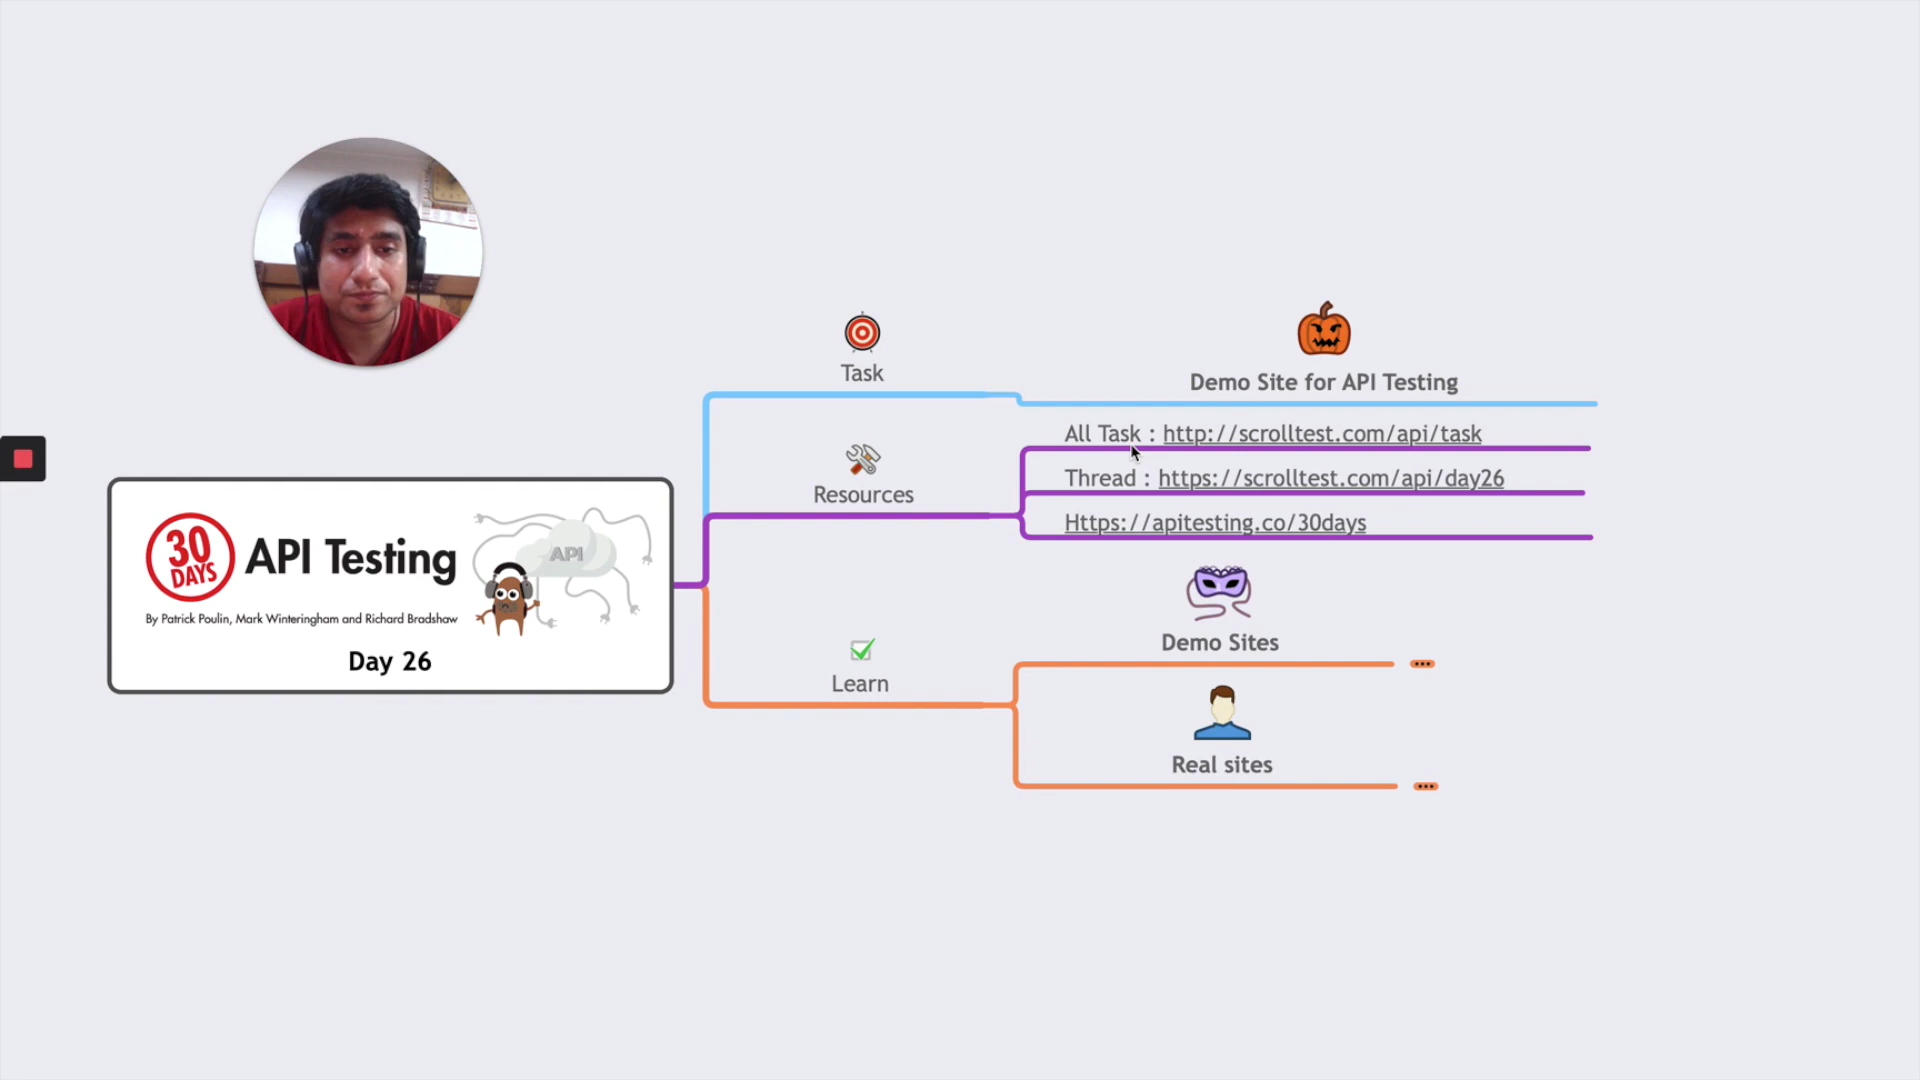 Task
Demo Site for API Testing
All Task : http://scrolltest.com/api/task
Resources
Thread : https://scrolltest.com/api/day26
Https://apitesting.co/30days
30
DAYS
API Testing
API
By Patrick Poulin, Mark Winteringham and Richard Bradshaw
Day 26
Learn
Demo Sites
Real sites